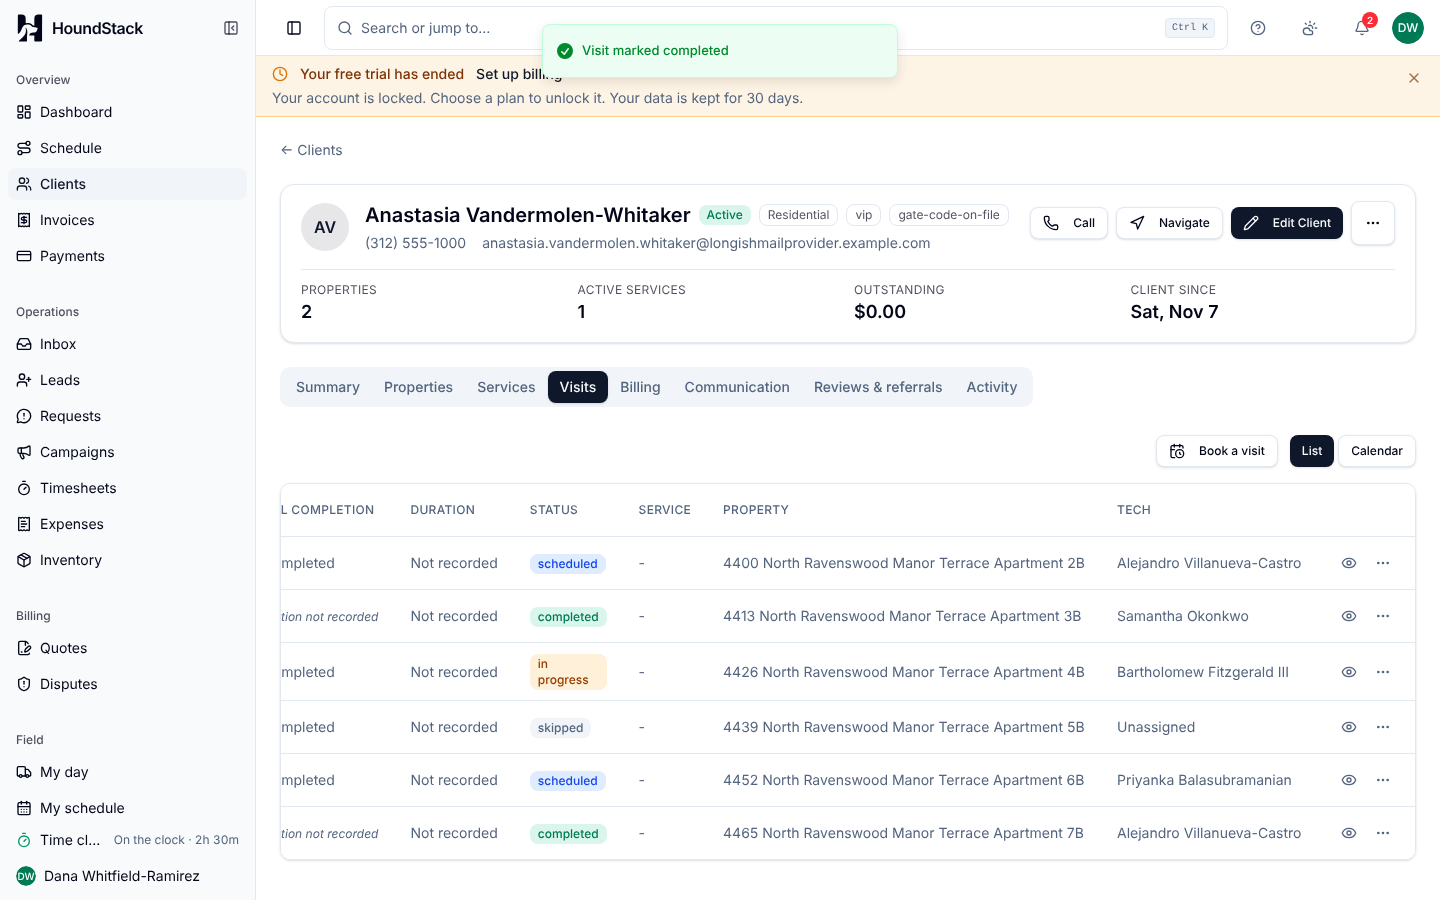 HoundStack
Search or jump to...
Ctrl K
2
DW
Visit marked completed
Your free trial has ended Set up billing
Your account is locked. Choose a plan to unlock it. Your data is kept for 30 days.
Overview
Dashboard
Schedule
Clients
Invoices
Payments
Operations
Inbox
Leads
Requests
Campaigns
Timesheets
Expenses
Inventory
Billing
Quotes
Disputes
Field
My day
My schedule
Time cl... On the clock · 2h 30m
DW Dana Whitfield-Ramirez
← Clients
AV
Anastasia Vandermolen-Whitaker Active Residential vip gate-code-on-file
(312) 555-1000 anastasia.vandermolen.whitaker@longishmailprovider.example.com
Call Navigate Edit Client
PROPERTIES ACTIVE SERVICES OUTSTANDING CLIENT SINCE
2 1 $0.00 Sat, Nov 7
Summary Properties Services Visits Billing Communication Reviews & referrals Activity
Book a visit List Calendar
L COMPLETION DURATION STATUS SERVICE PROPERTY TECH
mpleted Not recorded scheduled - 4400 North Ravenswood Manor Terrace Apartment 2B Alejandro Villanueva-Castro
tion not recorded Not recorded completed - 4413 North Ravenswood Manor Terrace Apartment 3B Samantha Okonkwo
mpleted Not recorded in progress - 4426 North Ravenswood Manor Terrace Apartment 4B Bartholomew Fitzgerald III
mpleted Not recorded skipped - 4439 North Ravenswood Manor Terrace Apartment 5B Unassigned
mpleted Not recorded scheduled - 4452 North Ravenswood Manor Terrace Apartment 6B Priyanka Balasubramanian
tion not recorded Not recorded completed - 4465 North Ravenswood Manor Terrace Apartment 7B Alejandro Villanueva-Castro